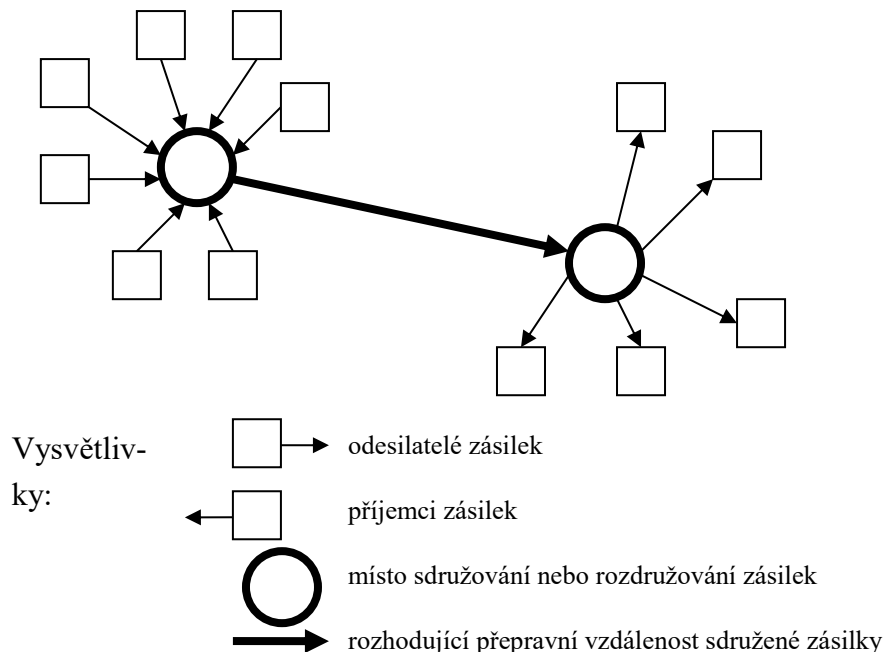 Vysvětliv-
ky:
odesilatelé zásilek
příjemci zásilek
místo sdružování nebo rozdružování zásilek
rozhodující přepravní vzdálenost sdružené zásilky